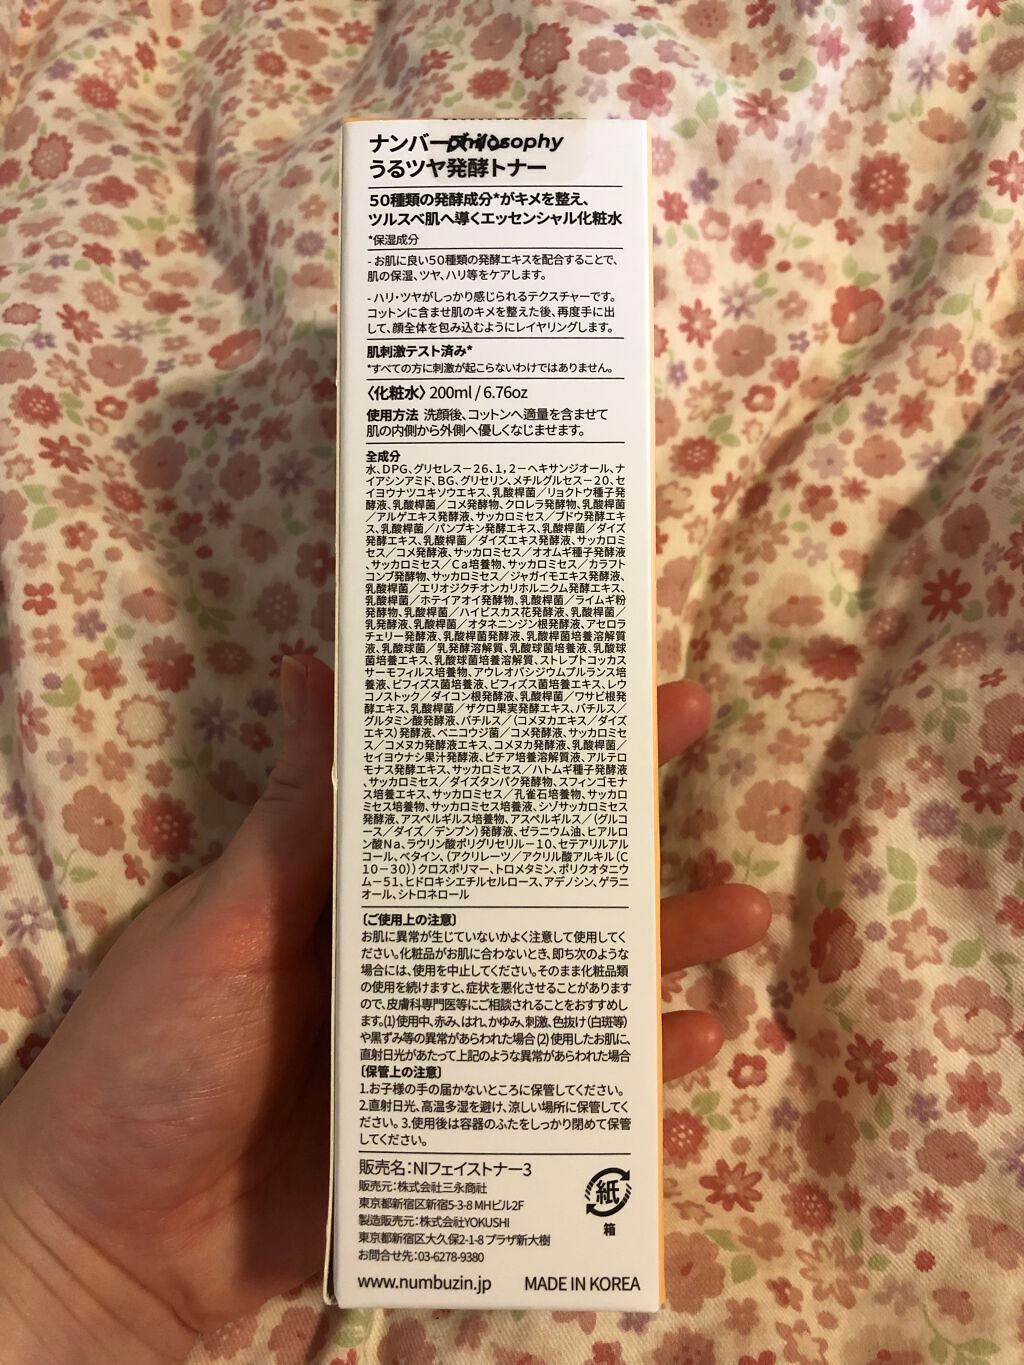 ナンバーズイン
philosophy
うるツヤ発酵トナー
50種類の発酵成分*がキメを整え、
ツルスベ肌へ導くエッセンシャル化粧水
*保湿成分
- お肌に良い50種類の発酵エキスを配合することで、
肌の保湿、ツヤ、ハリ等をケアします。
- ハリ・ツヤがしっかり感じられるテクスチャーです。
コットンに含ませ肌のキメを整えた後、再度手に出
して、顔全体を包み込むようにレイヤリングします。
肌刺激テスト済み*
*すべての方に刺激が起こらないわけではありません。
〈化粧水〉200ml / 6.76oz
使用方法 洗顔後、コットンへ適量を含ませて
肌の内側から外側へ優しくなじませます。
全成分
水、DPG、グリセレス－26、1，2－ヘキサンジオール、ナ
イアシンアミド、BG、グリセリン、メチルグルセス－20、セ
イヨウナツユキソウエキス、乳酸桿菌／リョクトウ種子発
酵液、乳酸桿菌／コメ発酵物、クロレラ発酵物、乳酸桿菌
／アルゲエキス発酵液、サッカロミセス／ブドウ発酵エキ
ス、乳酸桿菌／パンプキン発酵エキス、乳酸桿菌／ダイズ
発酵エキス、乳酸桿菌／ダイズエキス発酵液、サッカロミ
セス／コメ発酵液、サッカロミセス／オオムギ種子発酵液
、サッカロミセス／Ｃａ培養物、サッカロミセス／カラフト
コンブ発酵物、サッカロミセス／ジャガイモエキス発酵液、
乳酸桿菌／エリオジクチオンカリホルニクム発酵エキス、
乳酸桿菌／ホテイアオイ発酵物、乳酸桿菌／ライムギ粉
発酵物、乳酸桿菌／ハイビスカス花発酵液、乳酸桿菌／
乳発酵液、乳酸桿菌／オタネニンジン根発酵液、アセロラ
チェリー発酵液、乳酸桿菌発酵液、乳酸桿菌培養溶解質
液、乳酸球菌／乳発酵溶解質、乳酸球菌培養液、乳酸球
菌培養エキス、乳酸球菌培養溶解質、ストレプトコッカス
サーモフィルス培養物、アウレオバシジウムプルランス培
養液、ビフィズス菌培養液、ビフィズス菌培養エキス、レウ
コノストック／ダイコン根発酵液、乳酸桿菌／ワサビ根発
酵エキス、乳酸桿菌／ザクロ果実発酵エキス、バチルス／
グルタミン酸発酵液、バチルス／（コメヌカエキス／ダイズ
エキス）発酵液、ベニコウジ菌／コメ発酵液、サッカロミセ
ス／コメヌカ発酵液エキス、コメヌカ発酵液、乳酸桿菌／
セイヨウナシ果汁発酵液、ピチア培養溶解質液、アルテロ
モナス発酵エキス、サッカロミセス／ハトムギ種子発酵液
、サッカロミセス／ダイズタンパク発酵物、スフィンゴモナ
ス培養エキス、サッカロミセス／孔雀石培養物、サッカロ
ミセス培養物、サッカロミセス培養液、シゾサッカロミセス
発酵液、アスペルギルス培養物、アスペルギルス／（グルコ
ース／ダイズ／デンプン）発酵液、ゼラニウム油、ヒアルロ
ン酸Ｎａ、ラウリン酸ポリグリセリル－10、セテアリルアル
コール、ベタイン、（アクリレーツ／アクリル酸アルキル（Ｃ
10－30））クロスポリマー、トロメタミン、ポリクオタニウ
ム－51、ヒドロキシエチルセルロース、アデノシン、ゲラニ
オール、シトロネロール
〔ご使用上の注意〕
お肌に異常が生じていないかよく注意して使用してく
ださい。化粧品がお肌に合わないとき、即ち次のような
場合には、使用を中止してください。そのまま化粧品類
の使用を続けますと、症状を悪化させることがあります
ので、皮膚科専門医等にご相談されることをおすすめし
ます。(1)使用中、赤み、はれ、かゆみ、刺激、色抜け(白斑等)
や黒ずみ等の異常があらわれた場合 (2) 使用したお肌に、
直射日光があたって上記のような異常があらわれた場合
〔保管上の注意〕
1.お子様の手の届かないところに保管してください。
2.直射日光、高温多湿を避け、涼しい場所に保管してく
ださい。3.使用後は容器のふたをしっかり閉めて保管
してください。
販売名：NIフェイストナー3
販売元：株式会社三永商社
東京都新宿区新宿5-3-8 MHビル2F
製造販売元：株式会社YOKUSHI
東京都新宿区大久保2-1-8 プラザ新大樹
お問合せ先：03-6278-9380
紙
箱
www.numbuzin.jp MADE IN KOREA